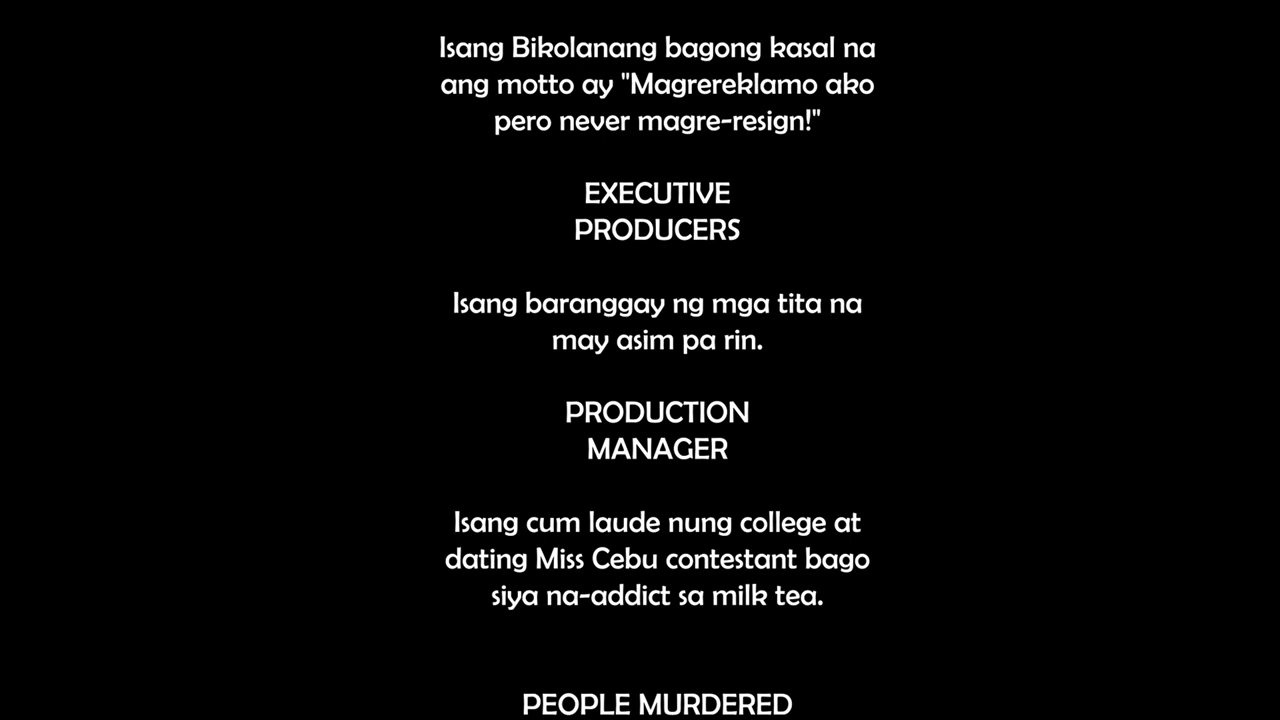 Isang Bikolanang bagong kasal na
ang motto ay "Magrereklamo ako
pero never magre-resign!"
EXECUTIVE
PRODUCERS
Isang baranggay ng mga tita na
may asim pa rin.
PRODUCTION
MANAGER
Isang cum laude nung college at
dating Miss Cebu contestant bago
siya na-addict sa milk tea.
PEOPLE MURDERED